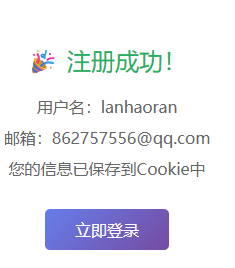 🎉 注册成功！
用户名：lanhaoran
邮箱：862757556@qq.com
您的信息已保存到Cookie中
立即登录